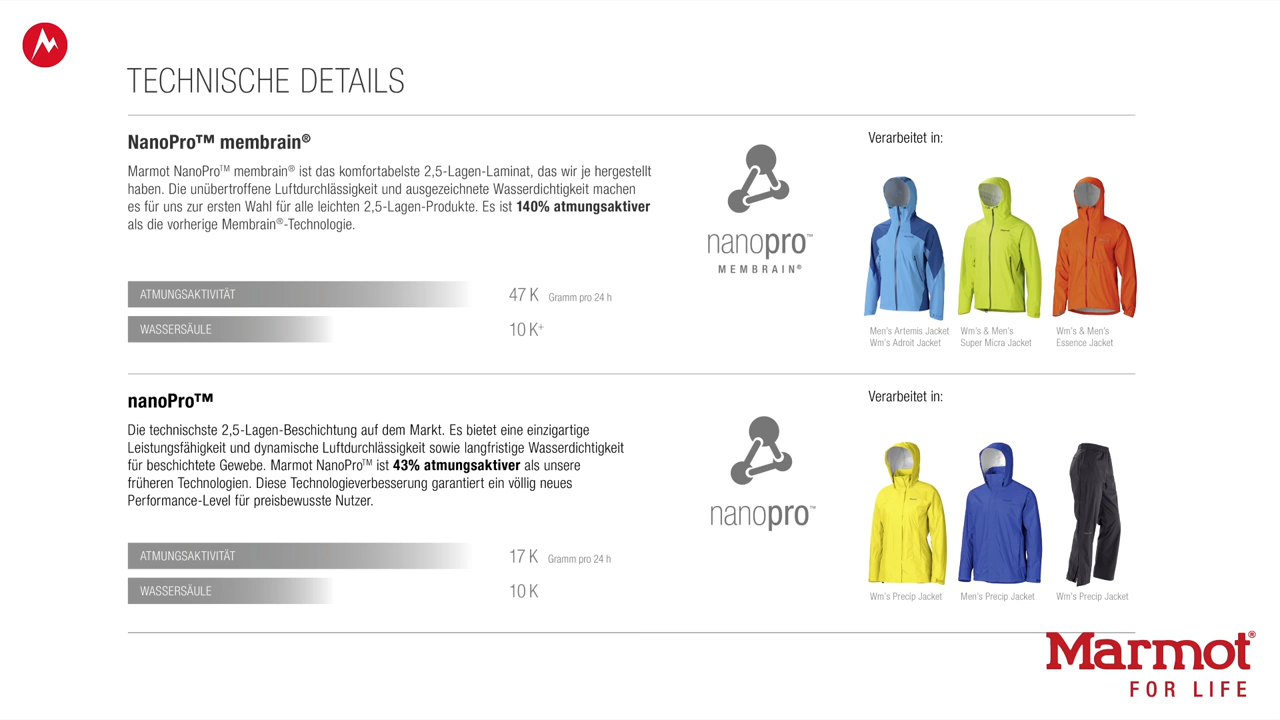 TECHNISCHE DETAILS
NanoPro™ membrain®
Marmot NanoPro™ membrain® ist das komfortabelste 2,5-Lagen-Laminat, das wir je hergestellt
haben. Die unübertroffene Luftdurchlässigkeit und ausgezeichnete Wasserdichtigkeit machen
es für uns zur ersten Wahl für alle leichten 2,5-Lagen-Produkte. Es ist 140% atmungsaktiver
als die vorherige Membrain®-Technologie.
ATMUNGSAKTIVITÄT 47 K Gramm pro 24 h
WASSERSÄULE 10 K+
nanopro™
MEMBRAIN®
Verarbeitet in:
Men's Artemis Jacket
Wm's Adroit Jacket
Wm's & Men's
Super Micra Jacket
Wm's & Men's
Essence Jacket
nanoPro™
Die technischste 2,5-Lagen-Beschichtung auf dem Markt. Es bietet eine einzigartige
Leistungsfähigkeit und dynamische Luftdurchlässigkeit sowie langfristige Wasserdichtigkeit
für beschichtete Gewebe. Marmot NanoPro™ ist 43% atmungsaktiver als unsere
früheren Technologien. Diese Technologieverbesserung garantiert ein völlig neues
Performance-Level für preisbewusste Nutzer.
ATMUNGSAKTIVITÄT 17 K Gramm pro 24 h
WASSERSÄULE 10 K
nanopro™
Verarbeitet in:
Wm's Precip Jacket
Men's Precip Jacket
Wm's Precip Jacket
Marmot®
FOR LIFE